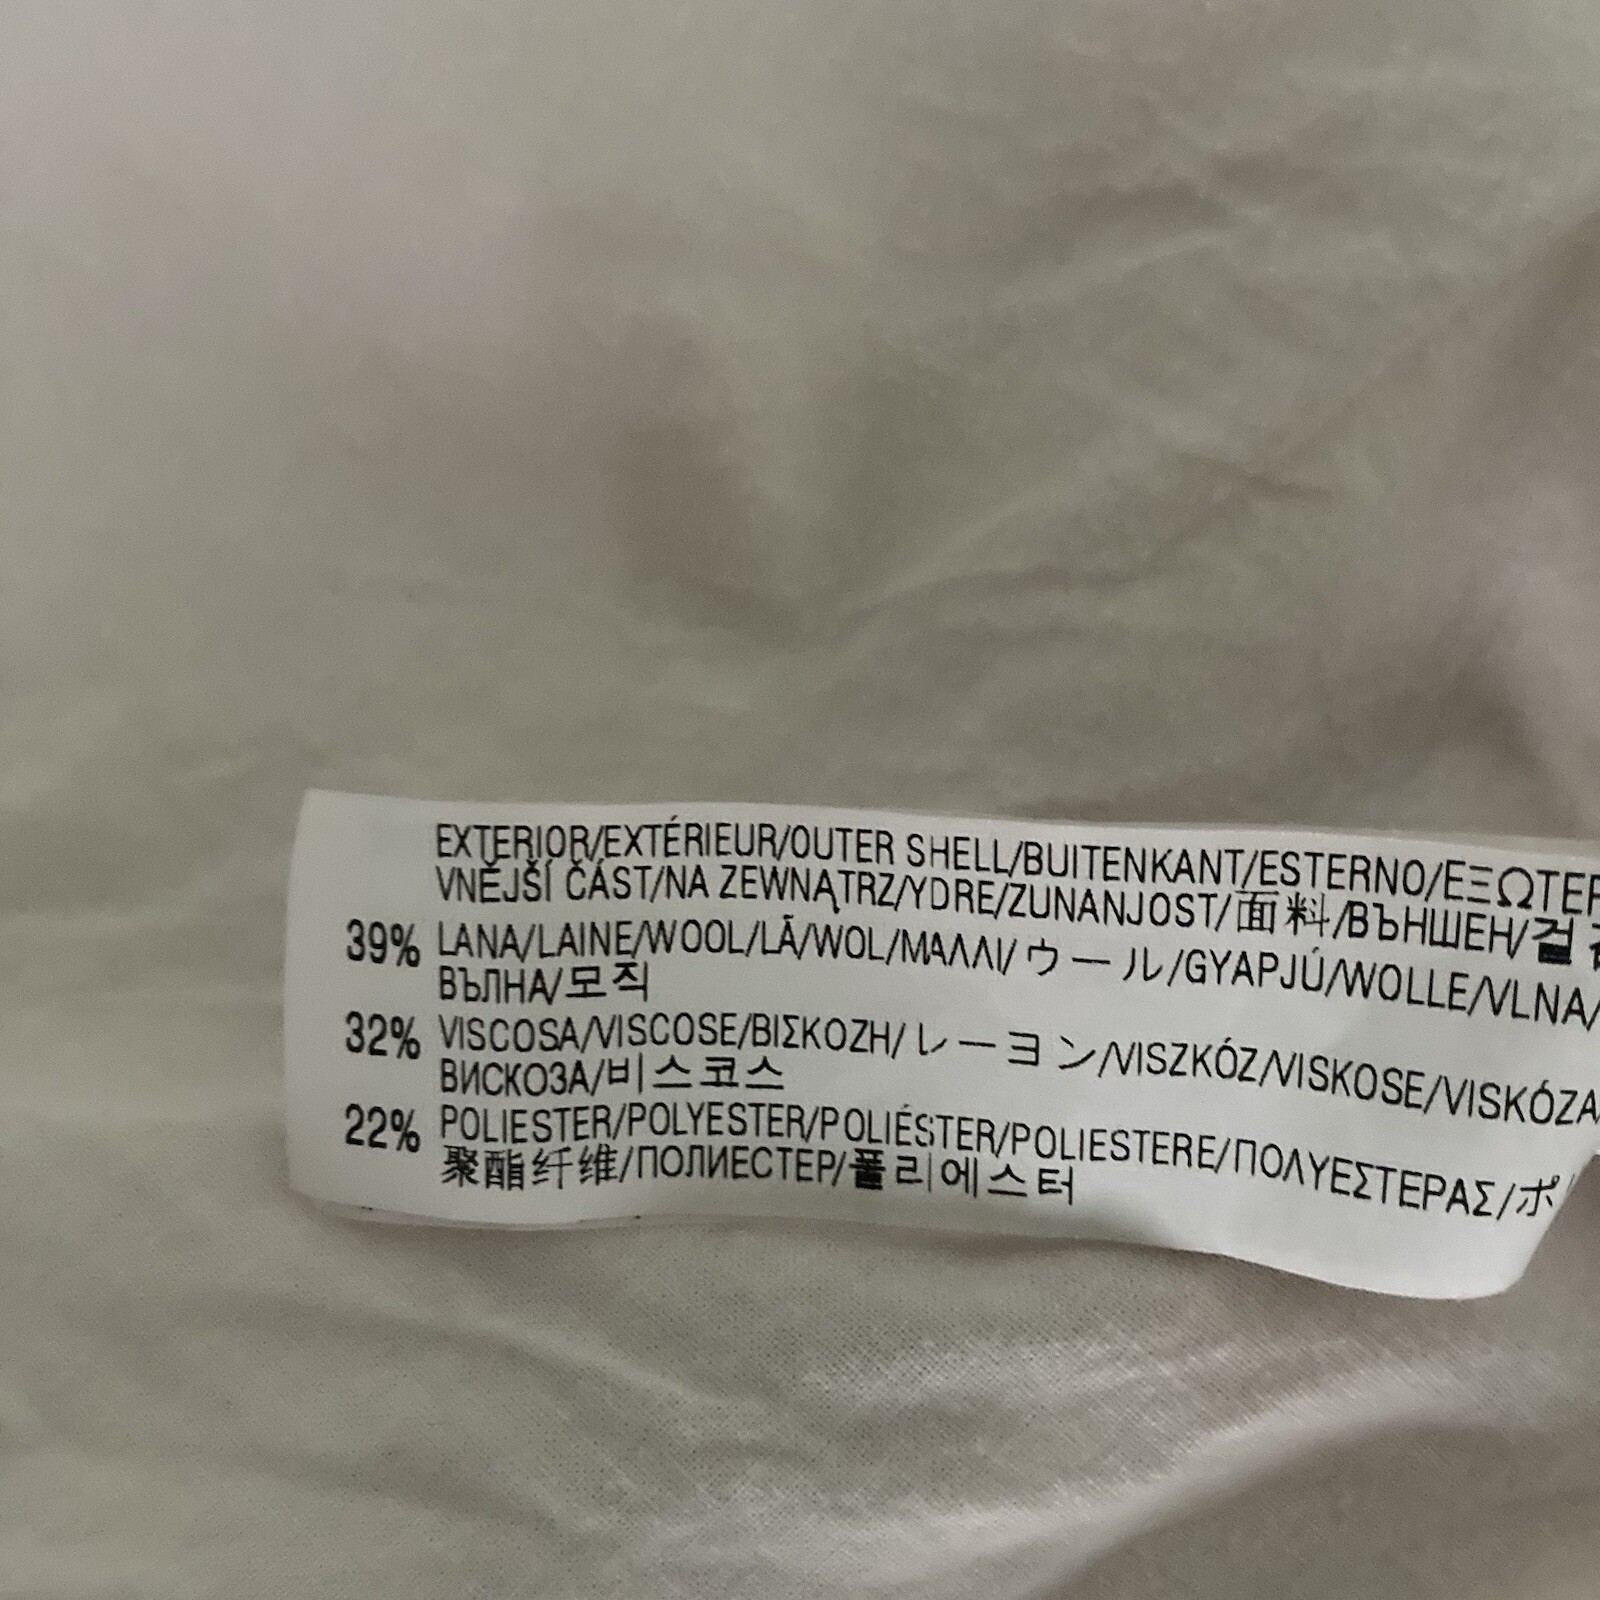 EXTERIOR/EXTÉRIEUR/OUTER SHELL/BUITENKANT/ESTERNO/ΕΞΩΤΕΡ
VNĚJŠÍ ČÁST/NA ZEWNĄTRZ/YDRE/ZUNANJOST/面料/ВЪНШЕН/겉
39% LANA/LAINE/WOOL/LÃ/WOL/ΜΑΛΛΙ/ウール/GYAPJÚ/WOLLE/VLNA/
ВЪЛНА/모직
32% VISCOSA/VISCOSE/ΒΙΣΚΟΖΗ/レーヨン/VISZKÓZ/VISKOSE/VISKÓZA
ВИСКОЗА/비스코스
22% POLIESTER/POLYESTER/POLIÉSTER/POLIESTERE/ΠΟΛΥΕΣΤΕΡΑΣ/ポ
聚酯纤维/ПОЛИЕСТЕР/폴리에스터